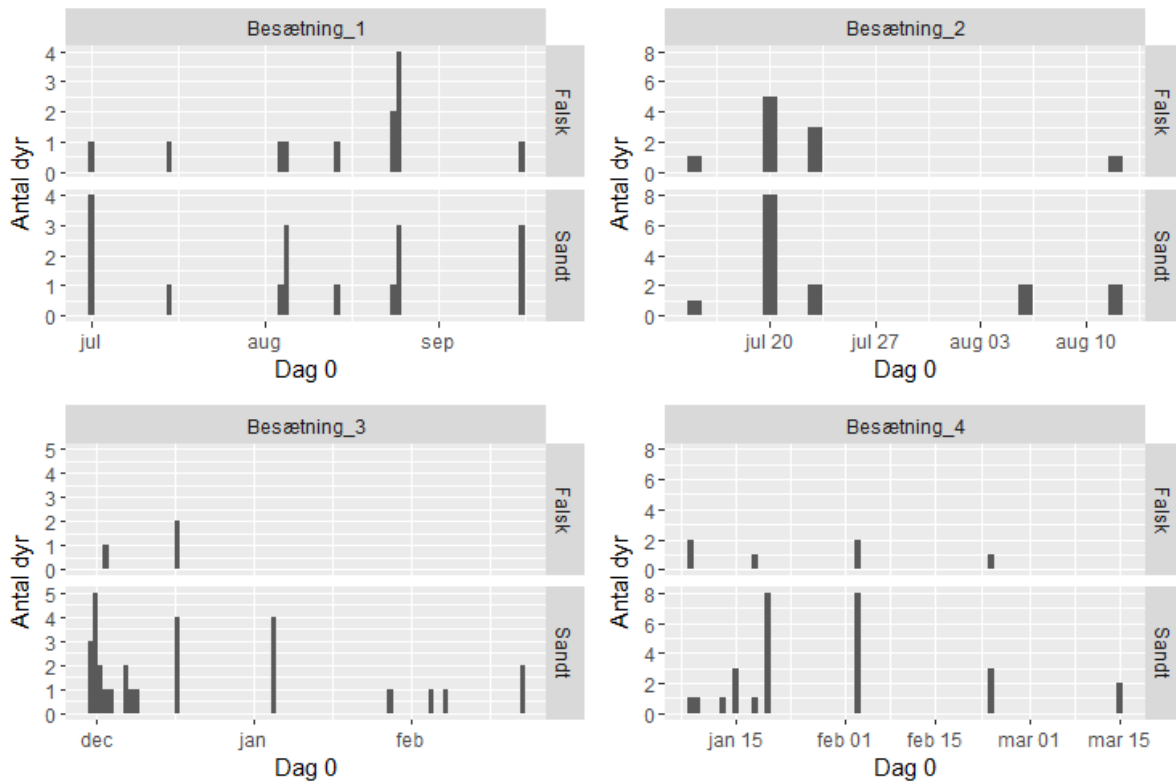 Besætning_1
4
3
2
1
0
Falsk
4
3
2
1
0
Sandt
Antal dyr
jul
aug
sep
Dag 0
Besætning_2
8
6
4
2
0
Falsk
8
6
4
2
0
Sandt
Antal dyr
jul 20
jul 27
aug 03
aug 10
Dag 0
Besætning_3
5
4
3
2
1
0
Falsk
5
4
3
2
1
0
Sandt
Antal dyr
dec
jan
feb
Dag 0
Besætning_4
8
6
4
2
0
Falsk
8
6
4
2
0
Sandt
Antal dyr
jan 15
feb 01
feb 15
mar 01
mar 15
Dag 0